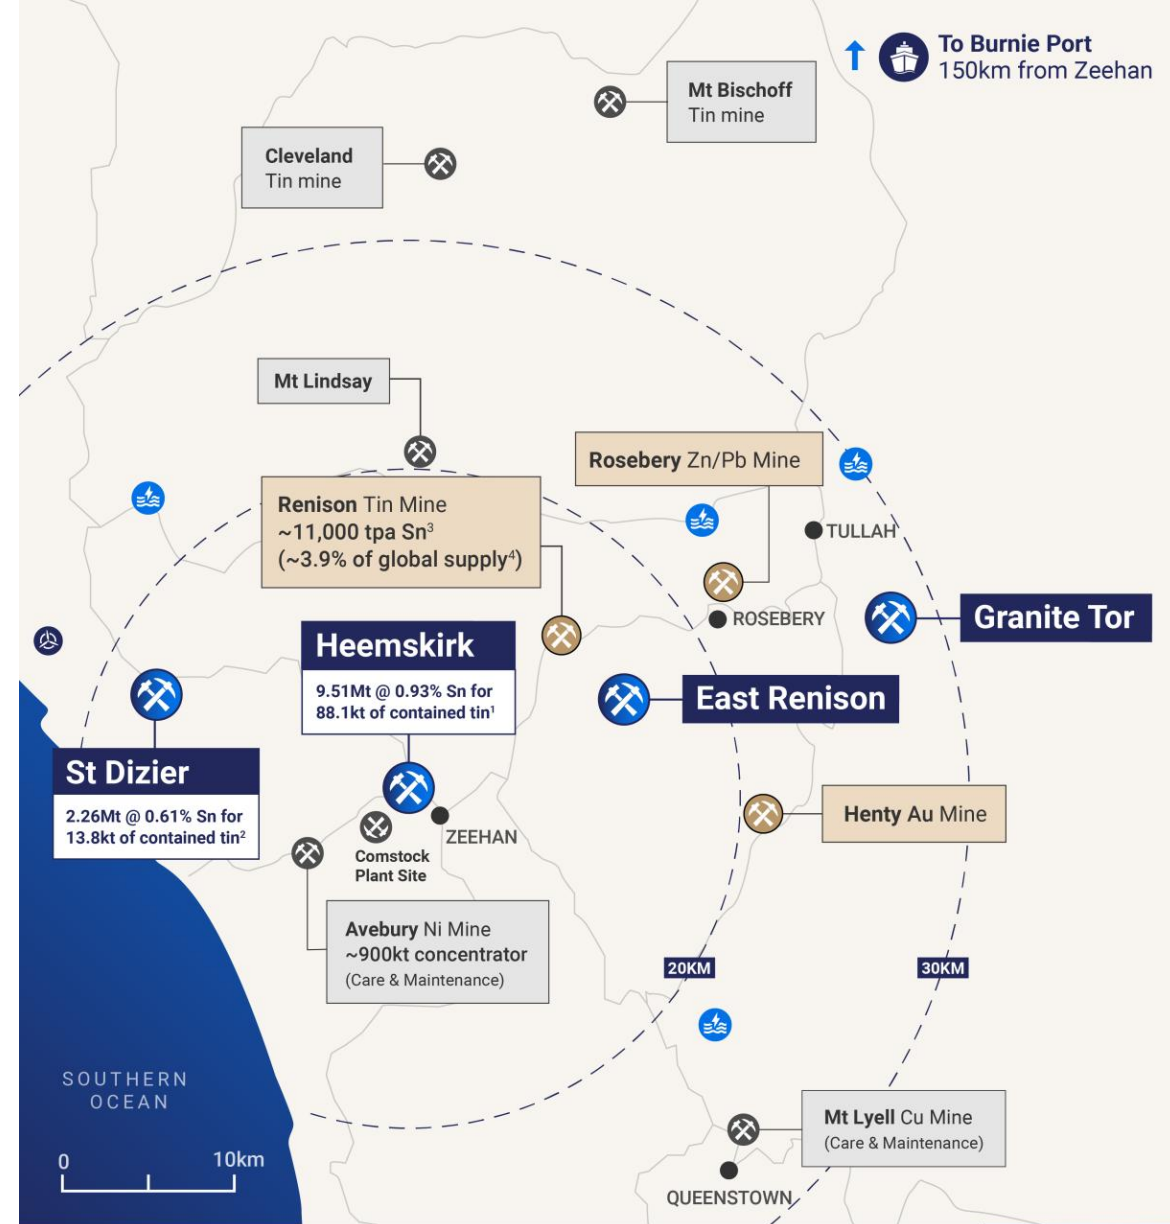 To Burnie Port
150km from Zeehan
Mt Bischoff
Tin mine
Cleveland
Tin mine
Mt Lindsay
Rosebery Zn/Pb Mine
Renison Tin Mine
~11,000 tpa Sn³
(~3.9% of global supply⁴)
TULLAH
ROSEBERY
Granite Tor
Heemskirk
9.51Mt @ 0.93% Sn for
88.1kt of contained tin¹
East Renison
St Dizier
2.26Mt @ 0.61% Sn for
13.8kt of contained tin²
Henty Au Mine
ZEEHAN
Comstock
Plant Site
Avebury Ni Mine
~900kt concentrator
(Care & Maintenance)
20KM
30KM
SOUTHERN
OCEAN
Mt Lyell Cu Mine
(Care & Maintenance)
0 10km
QUEENSTOWN